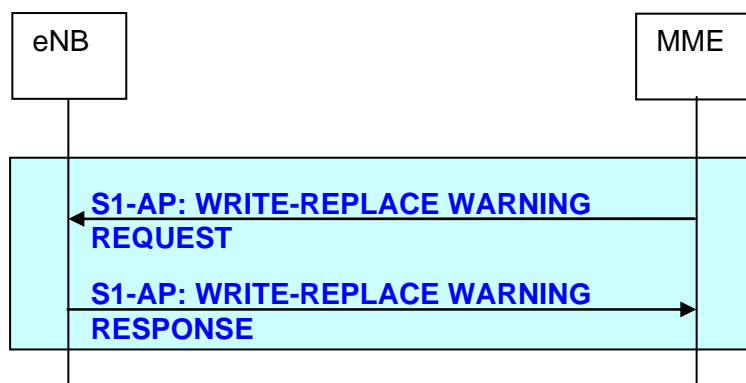 eNB
MME
S1-AP: WRITE-REPLACE WARNING
REQUEST
S1-AP: WRITE-REPLACE WARNING
RESPONSE